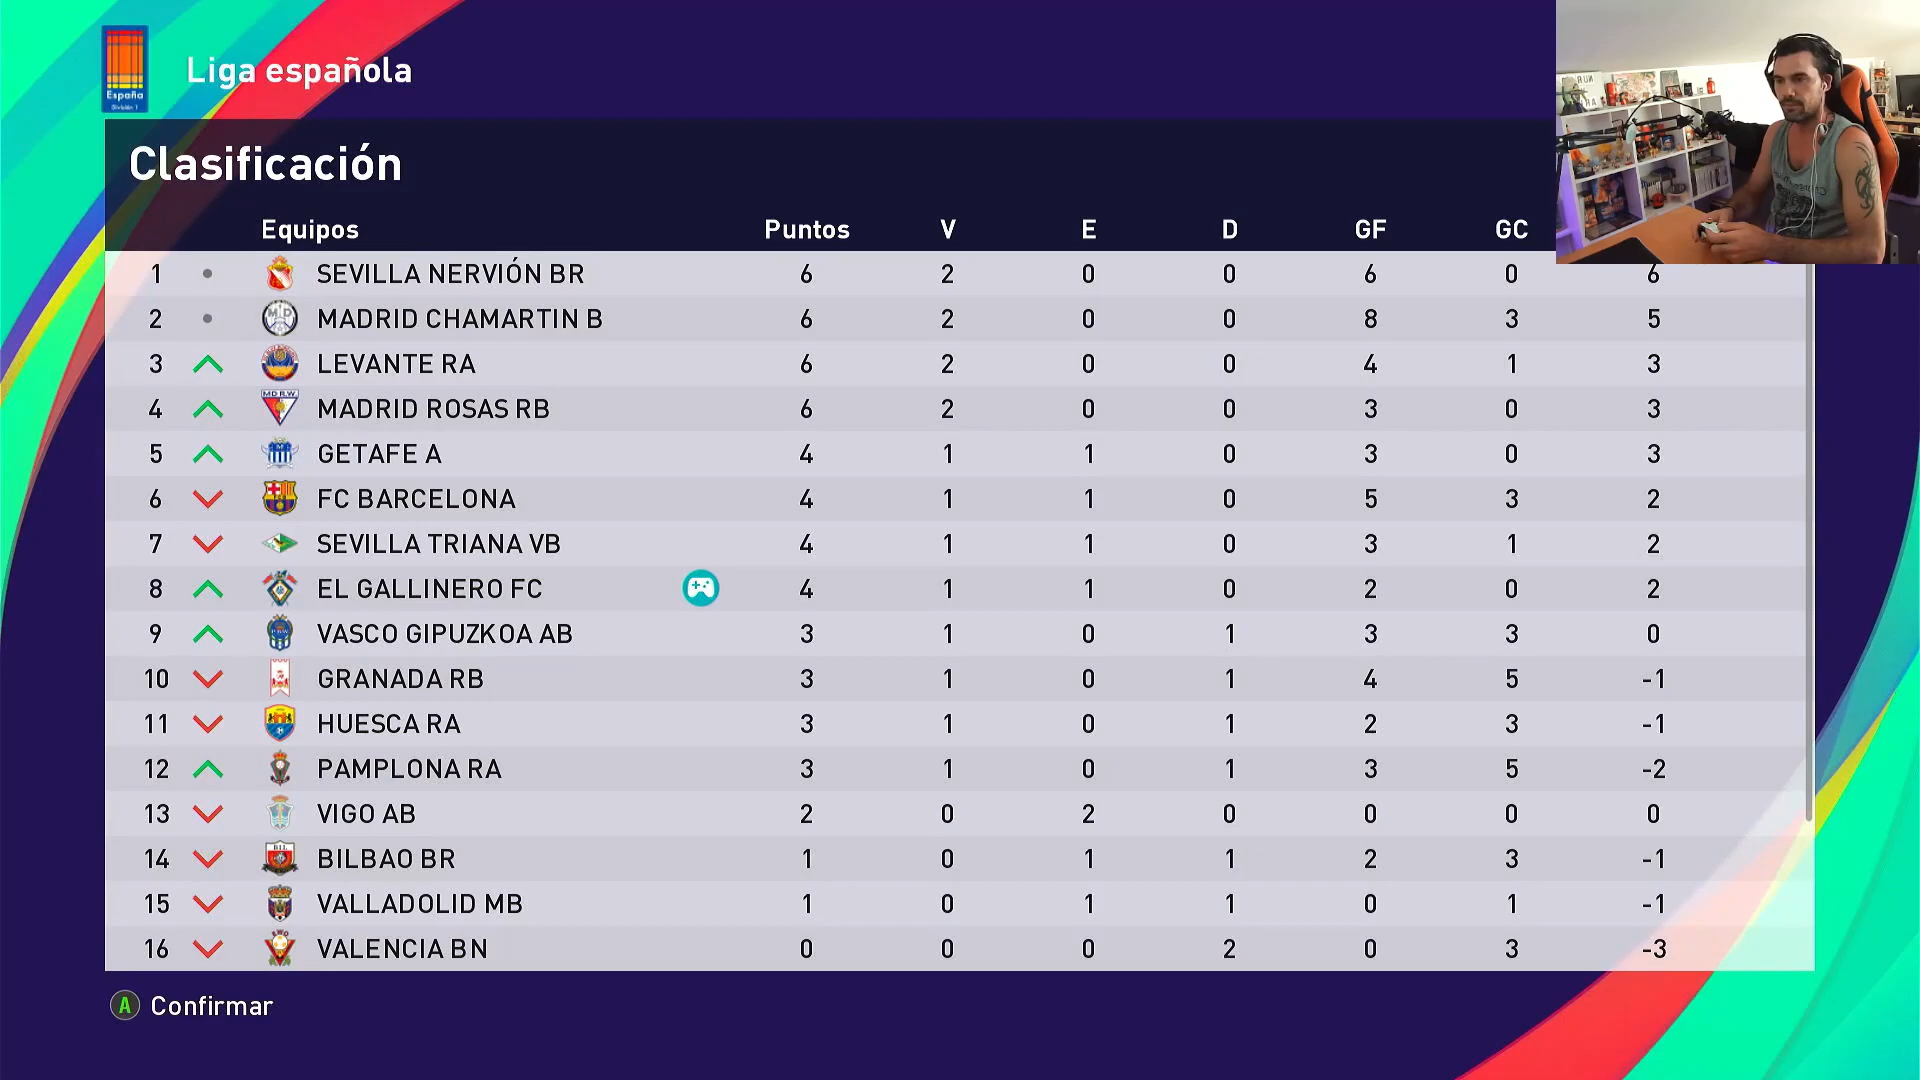 España
División 1
Liga española
Clasificación
Equipos Puntos V E D GF GC
1 SEVILLA NERVIÓN BR 6 2 0 0 6 0 6
2 MADRID CHAMARTIN B 6 2 0 0 8 3 5
3 LEVANTE RA 6 2 0 0 4 1 3
4 MADRID ROSAS RB 6 2 0 0 3 0 3
5 GETAFE A 4 1 1 0 3 0 3
6 FC BARCELONA 4 1 1 0 5 3 2
7 SEVILLA TRIANA VB 4 1 1 0 3 1 2
8 EL GALLINERO FC 4 1 1 0 2 0 2
9 VASCO GIPUZKOA AB 3 1 0 1 3 3 0
10 GRANADA RB 3 1 0 1 4 5 -1
11 HUESCA RA 3 1 0 1 2 3 -1
12 PAMPLONA RA 3 1 0 1 3 5 -2
13 VIGO AB 2 0 2 0 0 0 0
14 BILBAO BR 1 0 1 1 2 3 -1
15 VALLADOLID MB 1 0 1 1 0 1 -1
16 VALENCIA BN 0 0 0 2 0 3 -3
A Confirmar